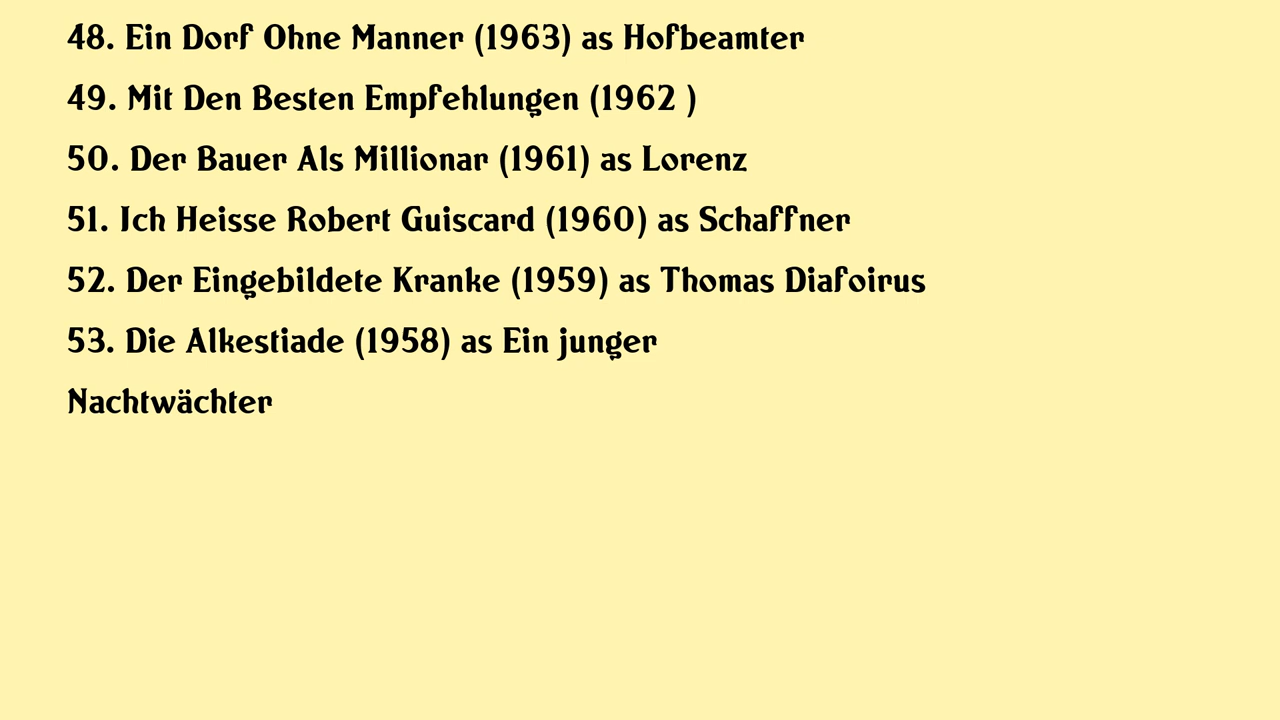 48. Ein Dorf Ohne Manner (1963) as Hofbeamter
49. Mit Den Besten Empfehlungen (1962 )
50. Der Bauer Als Millionar (1961) as Lorenz
51. Ich Heisse Robert Guiscard (1960) as Schaffner
52. Der Eingebildete Kranke (1959) as Thomas Diafoirus
53. Die Alkestiade (1958) as Ein junger
Nachtwächter